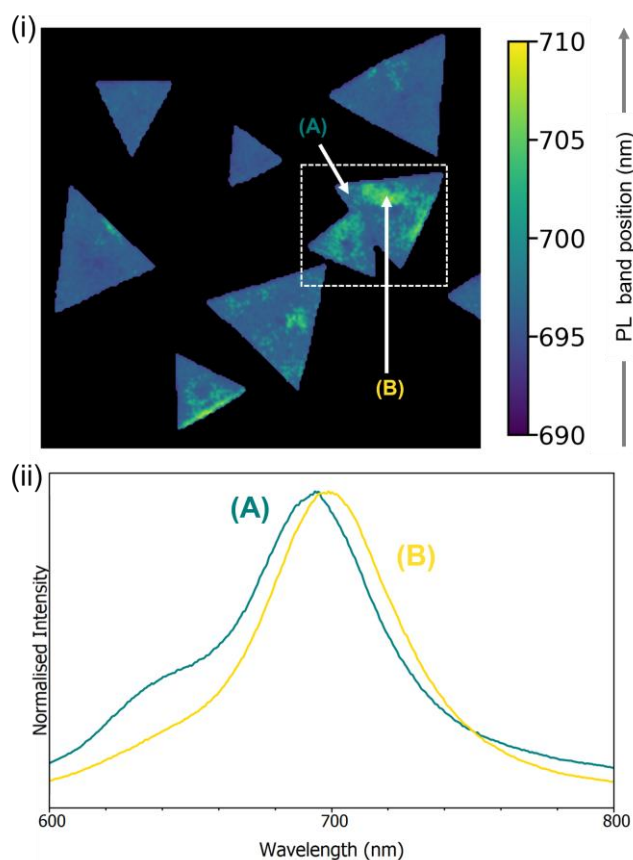 (i)
(A)
(B)
710
705
700
695
690
PL band position (nm)
(ii)
(A)
(B)
Normalised Intensity
600
700
800
Wavelength (nm)